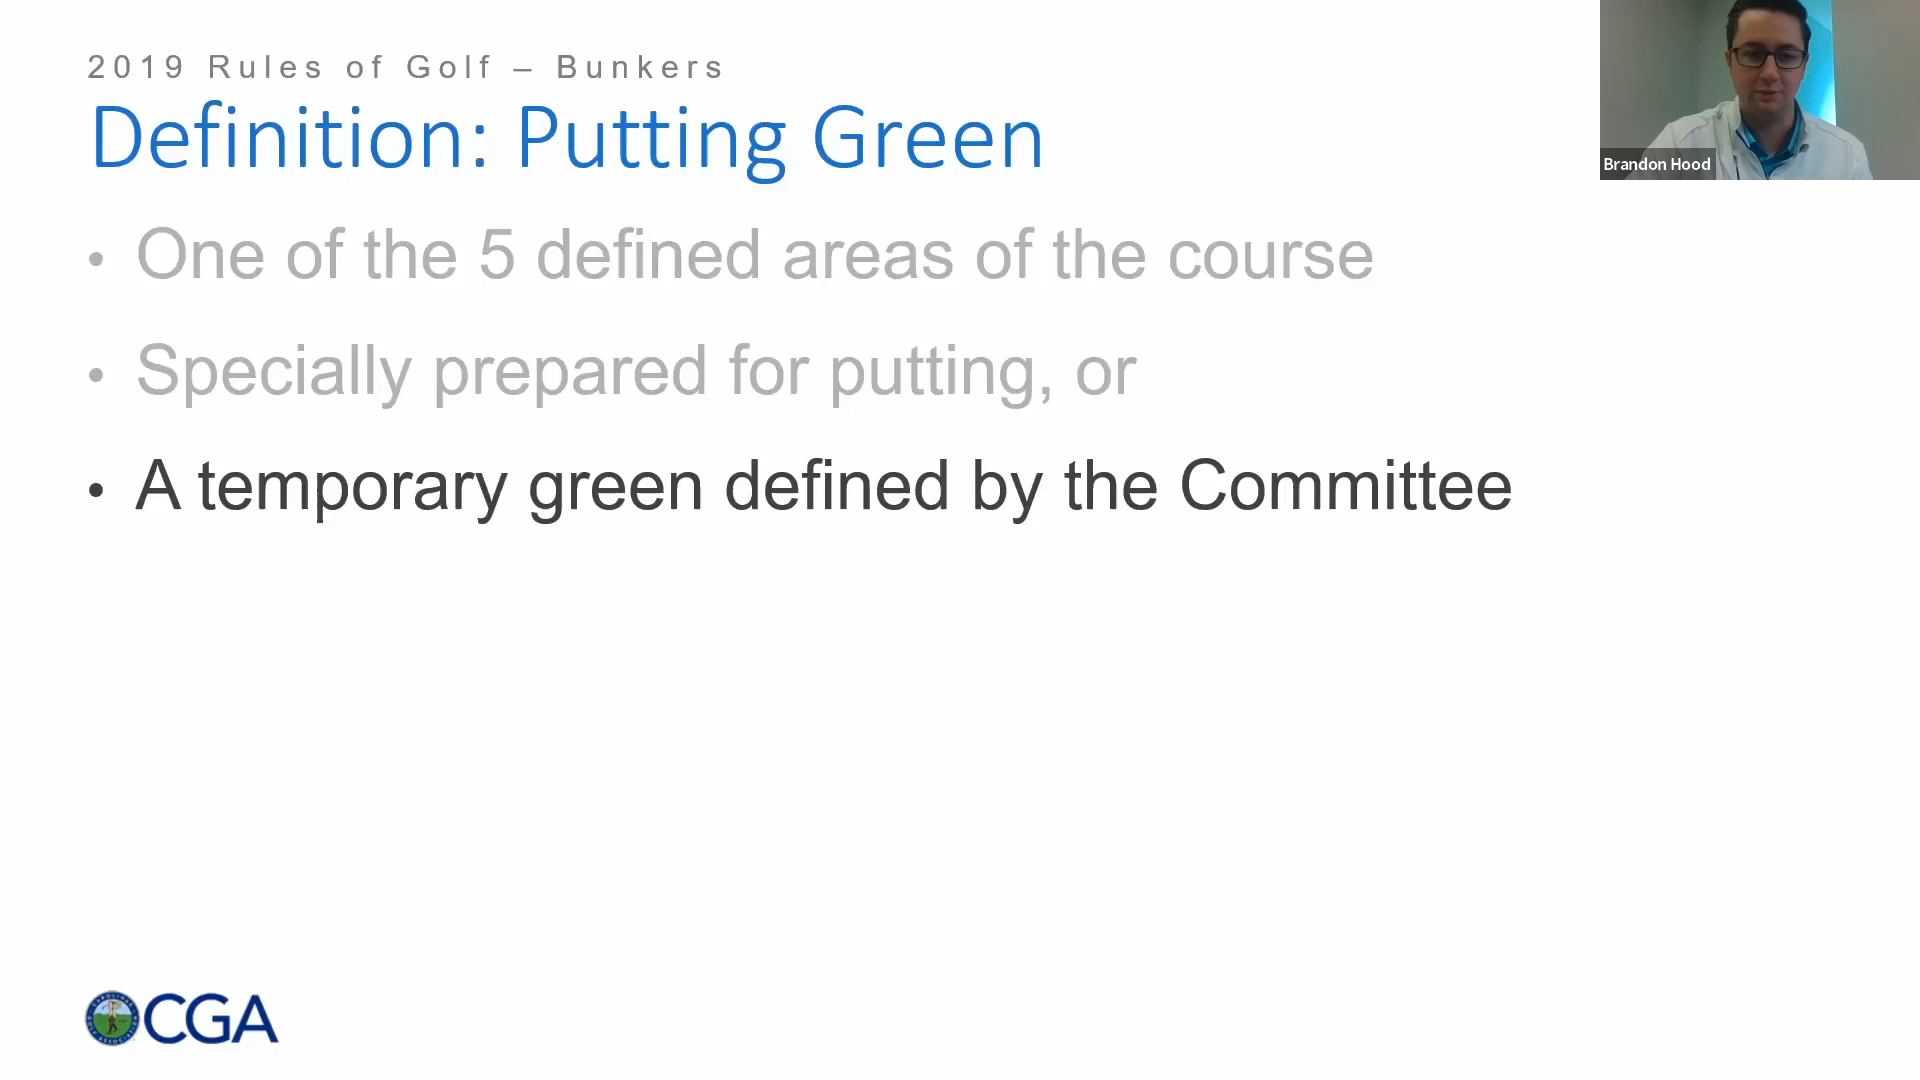 2019 Rules of Golf – Bunkers
Definition: Putting Green
• One of the 5 defined areas of the course
• Specially prepared for putting, or
• A temporary green defined by the Committee
Brandon Hood
CGA